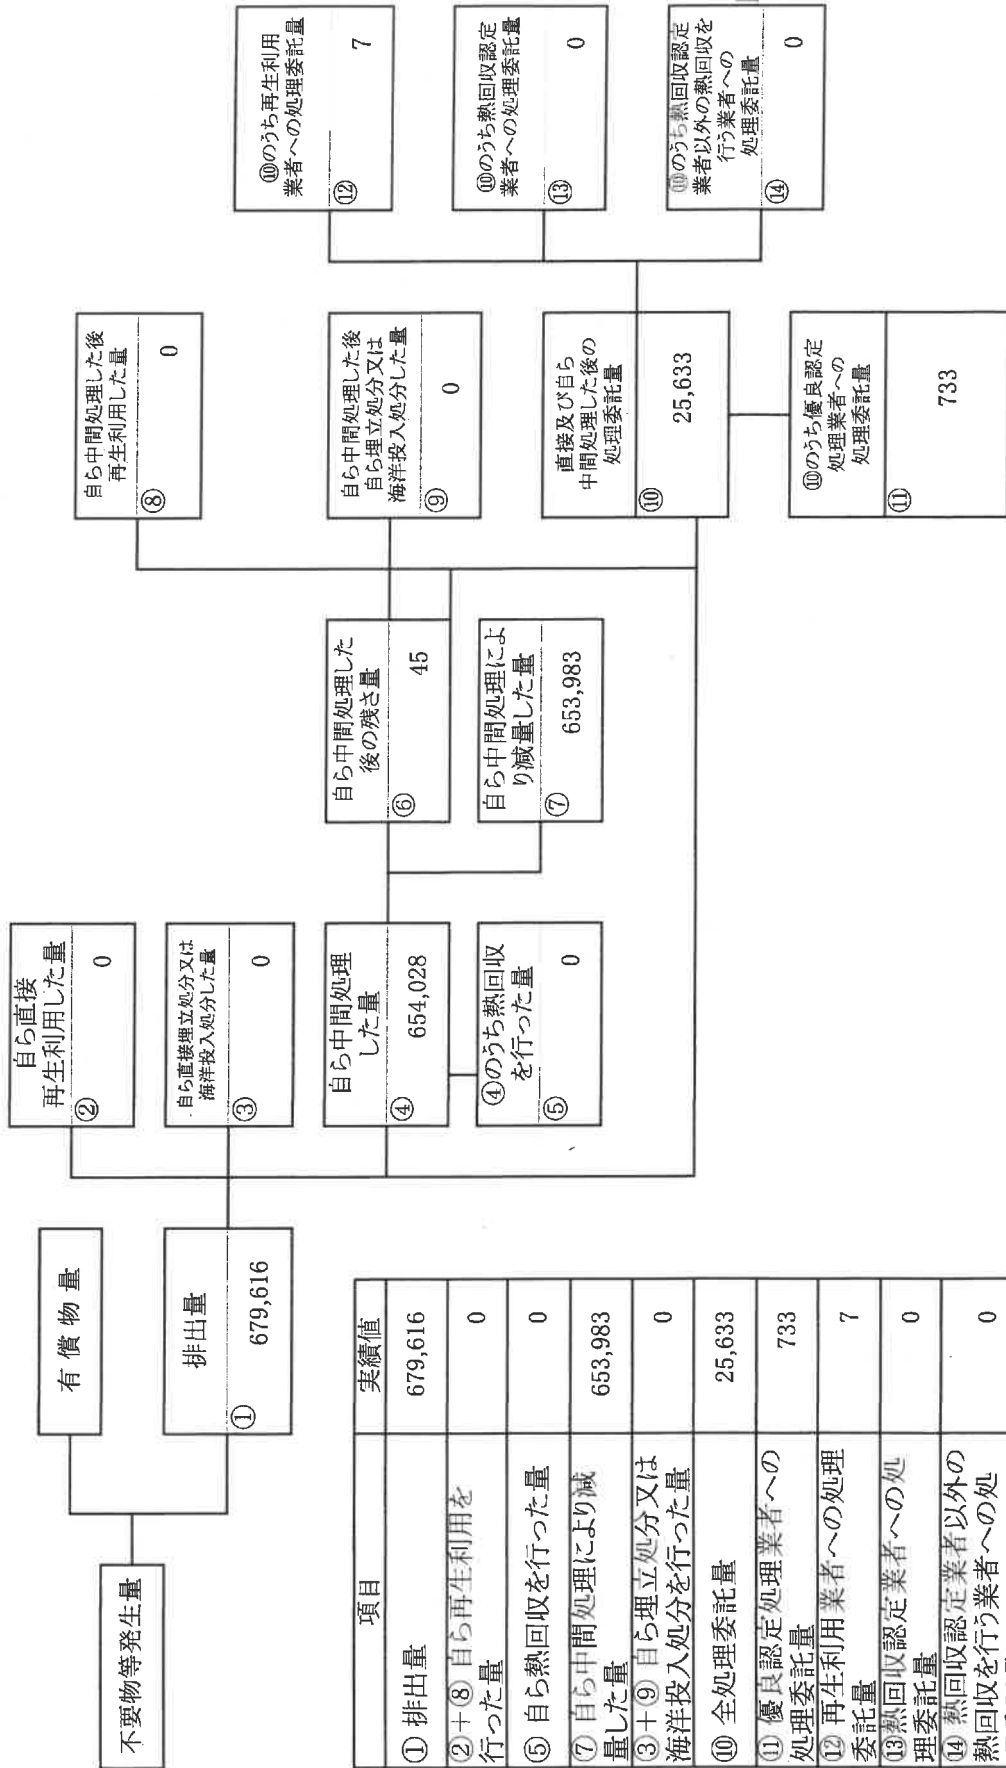 不要物等発生量
有償物量
排出量
①
679,616
自ら直接
再生利用した量
②
0
自ら直接埋立処分又は
海洋投入処分した量
③
0
自ら中間処理
した量
④
654,028
④のうち熱回収
を行った量
⑤
0
自ら中間処理した
後の残さ量
⑥
45
自ら中間処理によ
り減量した量
⑦
653,983
自ら中間処理した後
再生利用した量
⑧
0
自ら中間処理した後
自ら埋立処分又は
海洋投入処分した量
⑨
0
直接及び自ら
中間処理した後の
処理委託量
⑩
25,633
⑩のうち優良認定
処理業者への
処理委託量
⑪
733
⑩のうち再生利用
業者への処理委託量
⑫
7
⑩のうち熱回収認定
業者への処理委託量
⑬
0
⑩のうち熱回収認定
業者以外の熱回収を
行う業者への
処理委託量
⑭
0
項目 実績値
①排出量 679,616
②+⑧ 自ら再生利用を
行った量 0
⑤ 自ら熱回収を行った量 0
⑦ 自ら中間処理により減
量した量 653,983
③+⑨ 自ら埋立処分又は
海洋投入処分を行った量 0
⑩ 全処理委託量 25,633
⑪ 優良認定処理業者への
処理委託量 733
⑫ 再生利用業者への処理
委託量 7
⑬熱回収認定業者への処
理委託量 0
⑭ 熱回収認定業者以外の
熱回収を行う業者への処 0